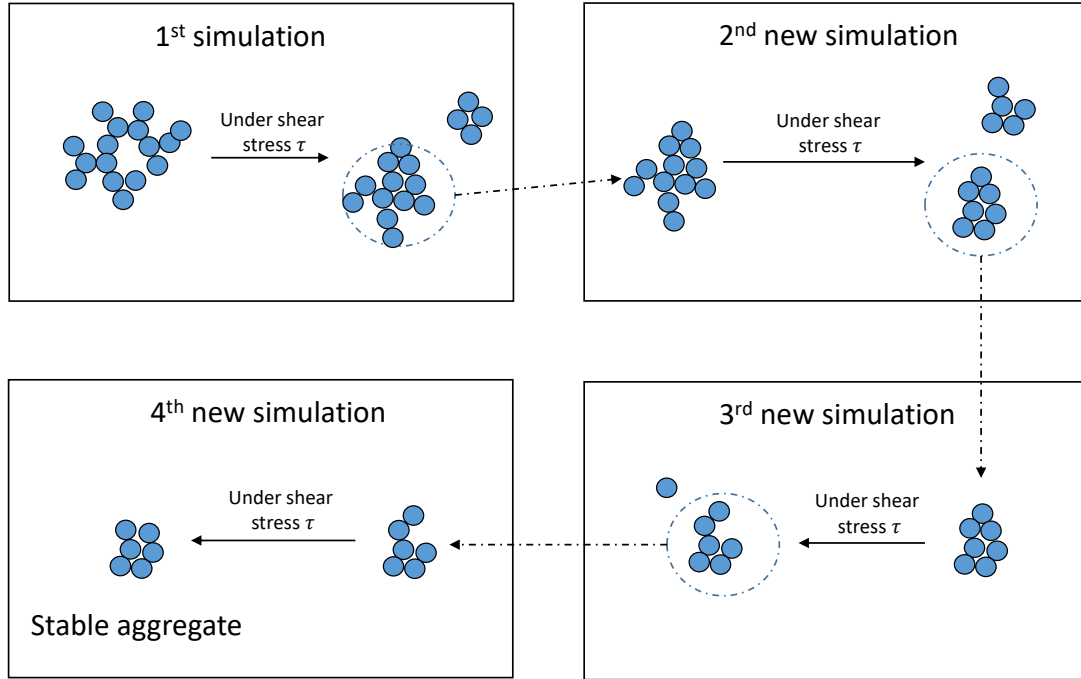 1st simulation
Under shear
stress τ
2nd new simulation
Under shear
stress τ
4th new simulation
Under shear
stress τ
Stable aggregate
3rd new simulation
Under shear
stress τ